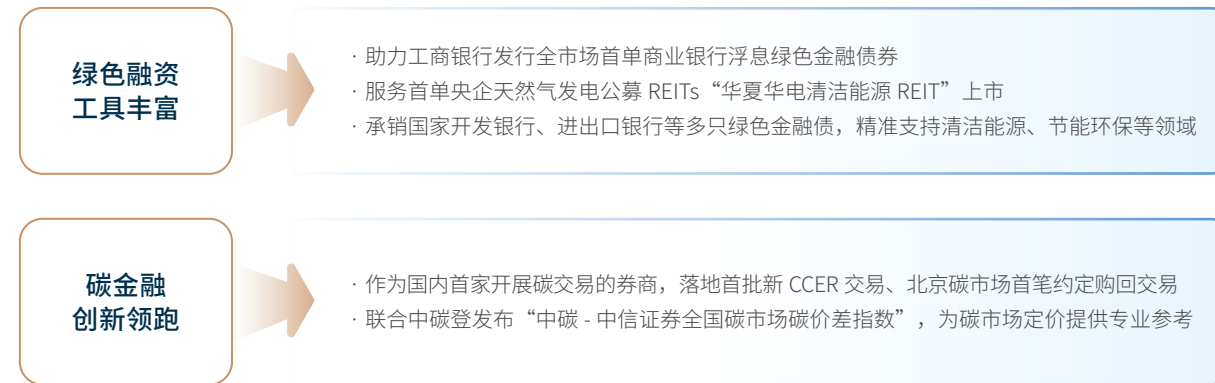 绿色融资
工具丰富
· 助力工商银行发行全市场首单商业银行浮息绿色金融债券
· 服务首单央企天然气发电公募 REITs“华夏华电清洁能源 REIT”上市
· 承销国家开发银行、进出口银行等多只绿色金融债，精准支持清洁能源、节能环保等领域
碳金融
创新领跑
· 作为国内首家开展碳交易的券商，落地首批新 CCER 交易、北京碳市场首笔约定购回交易
· 联合中碳登发布“中碳 - 中信证券全国碳市场碳价差指数”，为碳市场定价提供专业参考